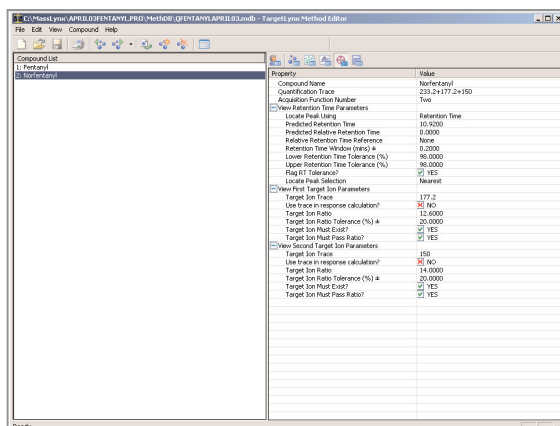 C:\MassLynx\APRIL03FENTANYL.PRO\MethDB\QFENTANYLAPRIL03.mdb - TargetLynx Method Editor
File Edit View Compound Help
Compound List
1: Fentanyl
2: Norfentanyl
Property Value
Compound Name Norfentanyl
Quantification Trace 233.2+177.2+150
Acquisition Function Number Two
View Retention Time Parameters
Locate Peak Using Retention Time
Predicted Retention Time 10.9200
Predicted Relative Retention Time 0.0000
Relative Retention Time Reference None
Retention Time Window (mins) ± 0.2000
Lower Retention Time Tolerance (%) 98.0000
Upper Retention Time Tolerance (%) 98.0000
Flag RT Tolerance? YES
Locate Peak Selection Nearest
View First Target Ion Parameters
Target Ion Trace 177.2
Use trace in response calculation? NO
Target Ion Ratio 12.6000
Target Ion Ratio Tolerance (%) ± 20.0000
Target Ion Must Exist? YES
Target Ion Must Pass Ratio? YES
View Second Target Ion Parameters
Target Ion Trace 150
Use trace in response calculation? NO
Target Ion Ratio 14.0000
Target Ion Ratio Tolerance (%) ± 20.0000
Target Ion Must Exist? YES
Target Ion Must Pass Ratio? YES
Ready